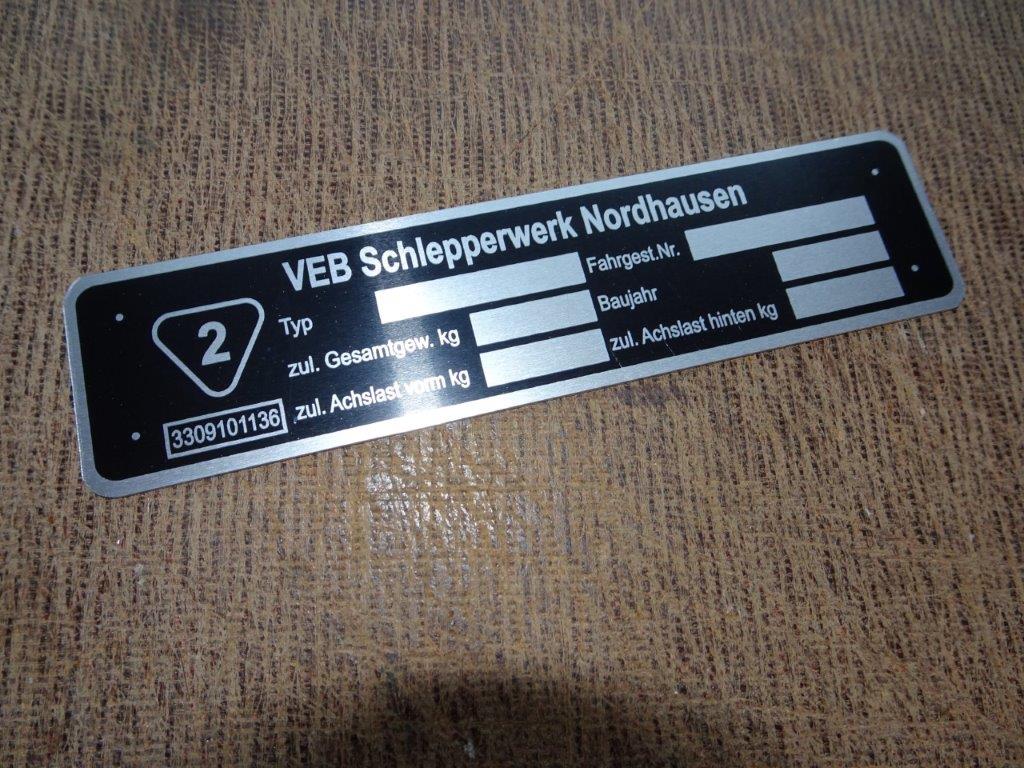 VEB Schlepperwerk Nordhausen
2
Typ
Fahrgest.Nr.
zul. Gesamtgew. kg
Baujahr
3309101136
zul. Achslast vorm kg
zul. Achslast hinten kg